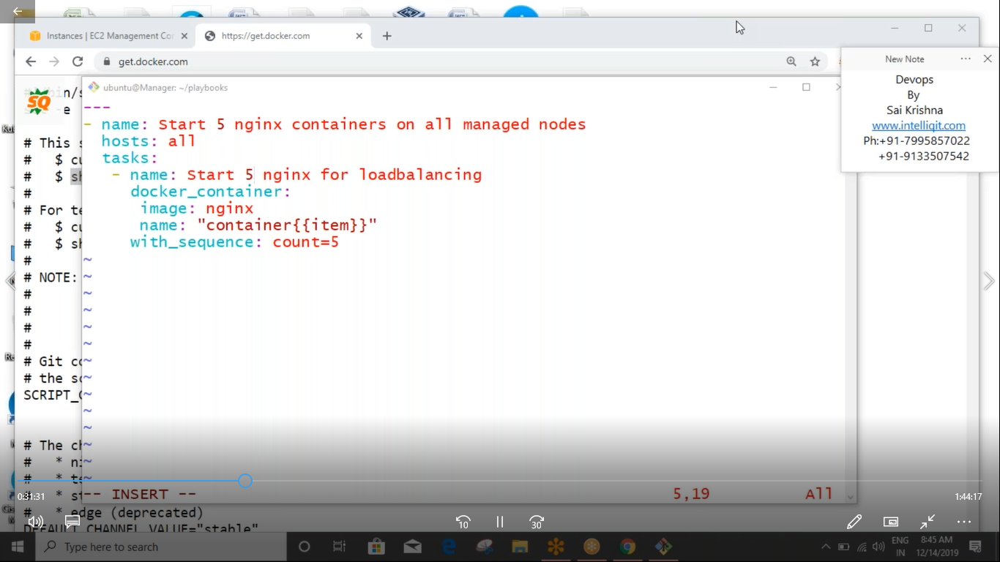 Instances | EC2 Management Co
https://get.docker.com
get.docker.com
New Note
Devops
By
Sai Krishna
www.intelliqit.com
Ph:+91-7995857022
+91-9133507542
SQ
ubuntu@Manager: ~/playbooks
---
- name: Start 5 nginx containers on all managed nodes
hosts: all
tasks:
- name: Start 5 nginx for loadbalancing
docker_container:
image: nginx
name: "container{{item}}"
with_sequence: count=5
~
~
~
~
~
~
~
~
~
~
~
~
~
~
-- INSERT --
5,19
All
# This s
# $ cu
# $ sh
#
# For te
# $ cu
# $ sh
#
# NOTE:
#
#
#
#
# Git co
# the sc
SCRIPT_C
# The ch
# * ni
# * te
# * st
# * edge (deprecated)
DEFAULT_CHANNEL_VALUE="stable"
0:31:31
1:44:17
10
30
Type here to search
ENG
IN
8:45 AM
12/14/2019